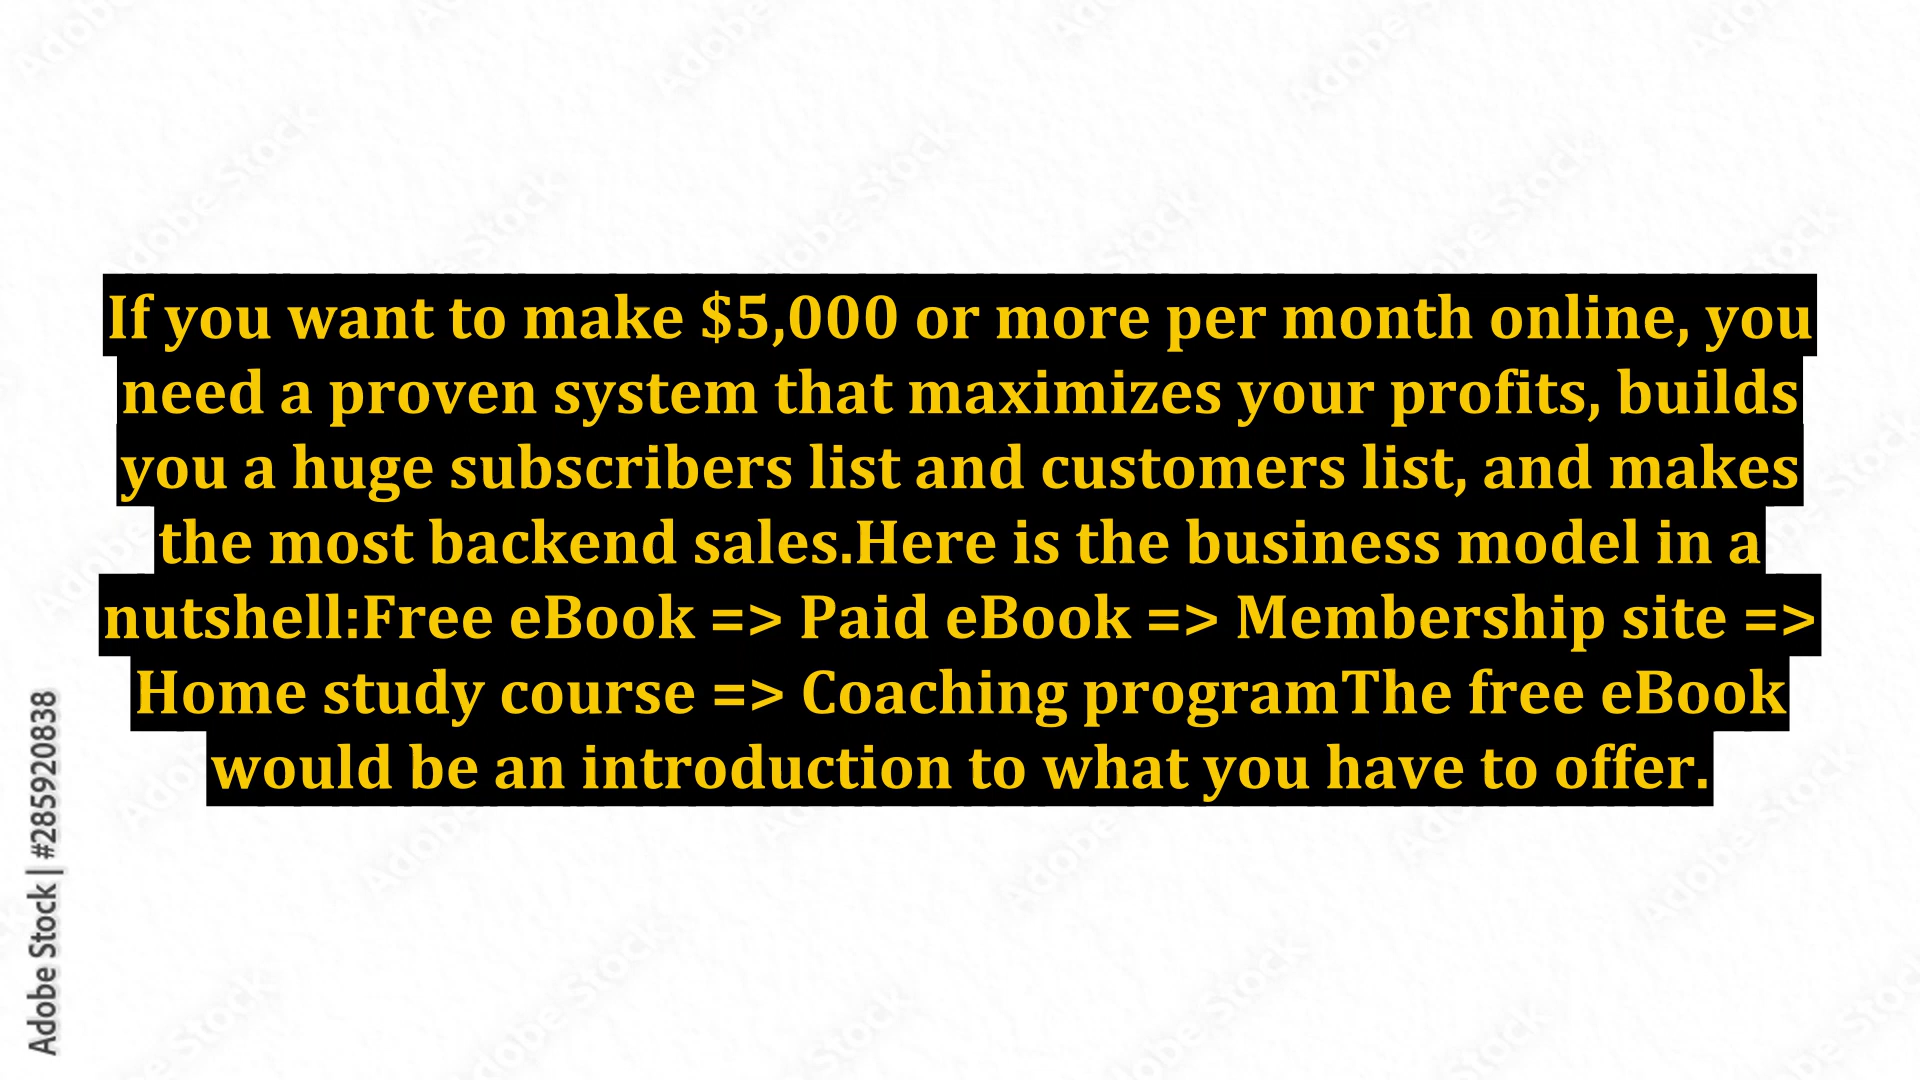 If you want to make $5,000 or more per month online, you
need a proven system that maximizes your profits, builds
you a huge subscribers list and customers list, and makes
the most backend sales.Here is the business model in a
nutshell:Free eBook => Paid eBook => Membership site =>
Home study course => Coaching programThe free eBook
would be an introduction to what you have to offer.
Adobe Stock | #285920838